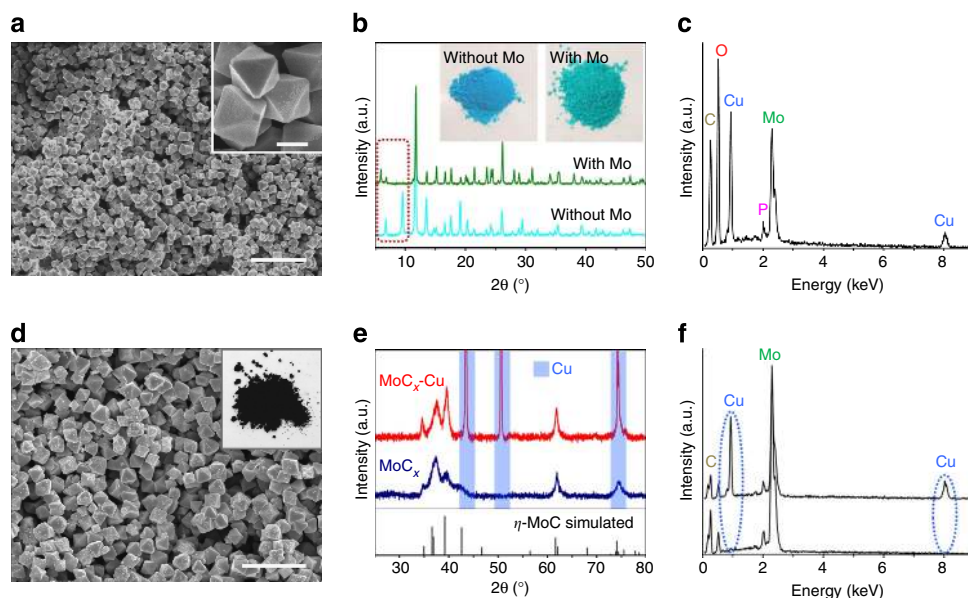 a
b
Without Mo
With Mo
With Mo
Without Mo
Intensity (a.u.)
10 20 30 40 50
2θ (°)
c
O
C
Cu
Mo
P
Cu
Intensity (a.u.)
0 2 4 6 8
Energy (keV)
d
e
Cu
MoCₓ-Cu
MoCₓ
η-MoC simulated
Intensity (a.u.)
30 40 50 60 70 80
2θ (°)
f
Mo
Cu
C
Cu
Intensity (a.u.)
0 2 4 6 8
Energy (keV)